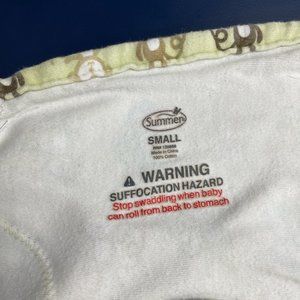 Summer
SMALL
Made in China
100% Cotton
WARNING
SUFFOCATION HAZARD
Stop swaddling when baby
can roll from back to stomach